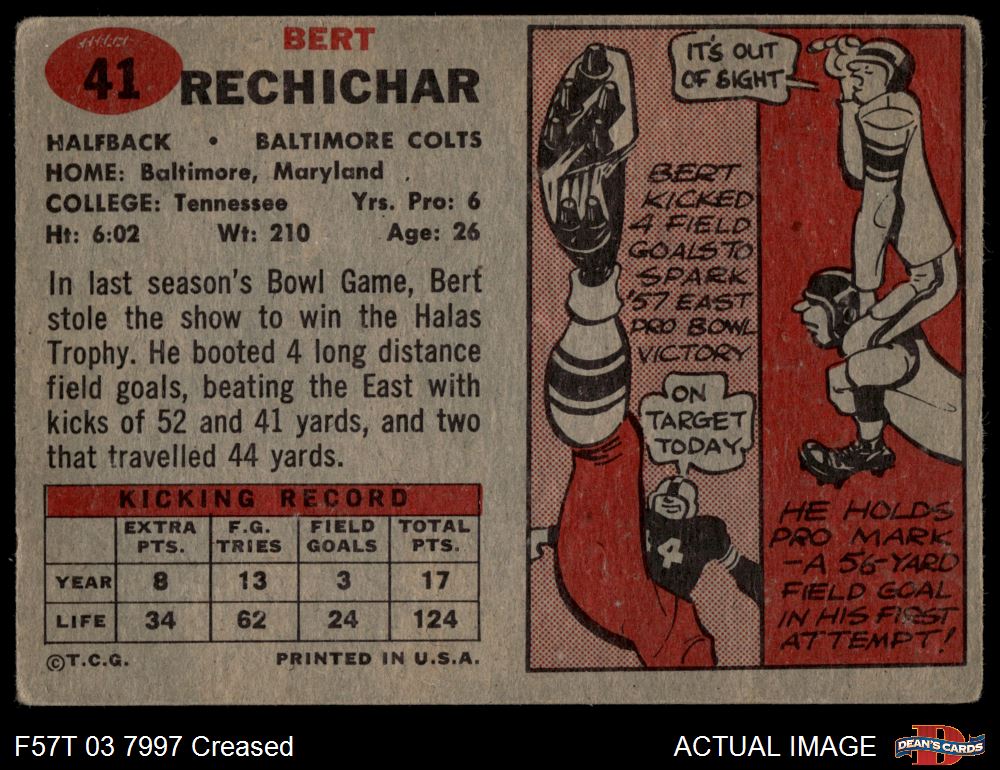 41
BERT
RECHICHAR
HALFBACK • BALTIMORE COLTS
HOME: Baltimore, Maryland
COLLEGE: Tennessee Yrs. Pro: 6
Ht: 6:02 Wt: 210 Age: 26
In last season's Bowl Game, Bert
stole the show to win the Halas
Trophy. He booted 4 long distance
field goals, beating the East with
kicks of 52 and 41 yards, and two
that travelled 44 yards.
KICKING RECORD
EXTRA PTS. F.G. TRIES FIELD GOALS TOTAL PTS.
YEAR 8 13 3 17
LIFE 34 62 24 124
©T.C.G. PRINTED IN U.S.A.
BERT
KICKED
4 FIELD
GOALS TO
SPARK
'57 EAST
PRO BOWL
VICTORY
ON
TARGET
TODAY
4
IT'S OUT
OF SIGHT
HE HOLDS
PRO MARK
—A 56-YARD
FIELD GOAL
IN HIS FIRST
ATTEMPT!
F57T 03 7997 Creased ACTUAL IMAGE
DEAN'S CARDS